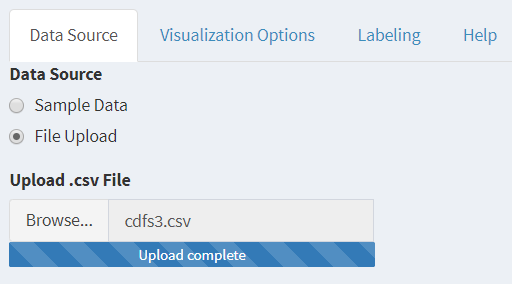 Data Source Visualization Options Labeling Help
Data Source
Sample Data
File Upload
Upload .csv File
Browse... cdfs3.csv
Upload complete